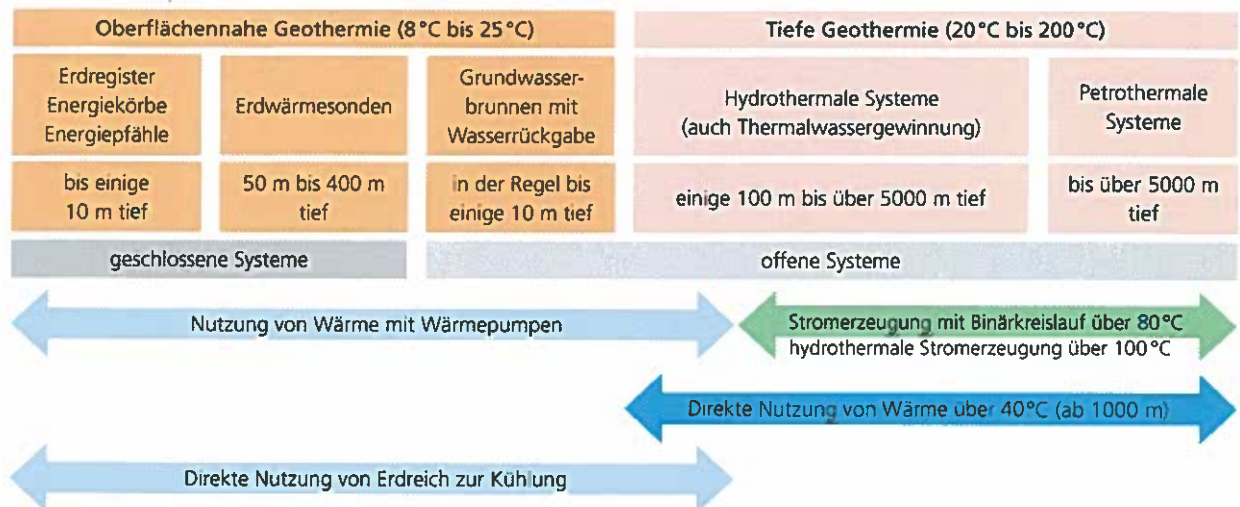 Oberflächennahe Geothermie (8 °C bis 25 °C)
Tiefe Geothermie (20 °C bis 200 °C)
Erdregister
Energiekörbe
Energiepfähle
Erdwärmesonden
Grundwasser-
brunnen mit
Wasserrückgabe
Hydrothermale Systeme
(auch Thermalwassergewinnung)
Petrothermale
Systeme
bis einige
10 m tief
50 m bis 400 m
tief
in der Regel bis
einige 10 m tief
einige 100 m bis über 5000 m tief
bis über 5000 m
tief
geschlossene Systeme
offene Systeme
Nutzung von Wärme mit Wärmepumpen
Stromerzeugung mit Binärkreislauf über 80 °C
hydrothermale Stromerzeugung über 100 °C
Direkte Nutzung von Wärme über 40 °C (ab 1000 m)
Direkte Nutzung von Erdreich zur Kühlung